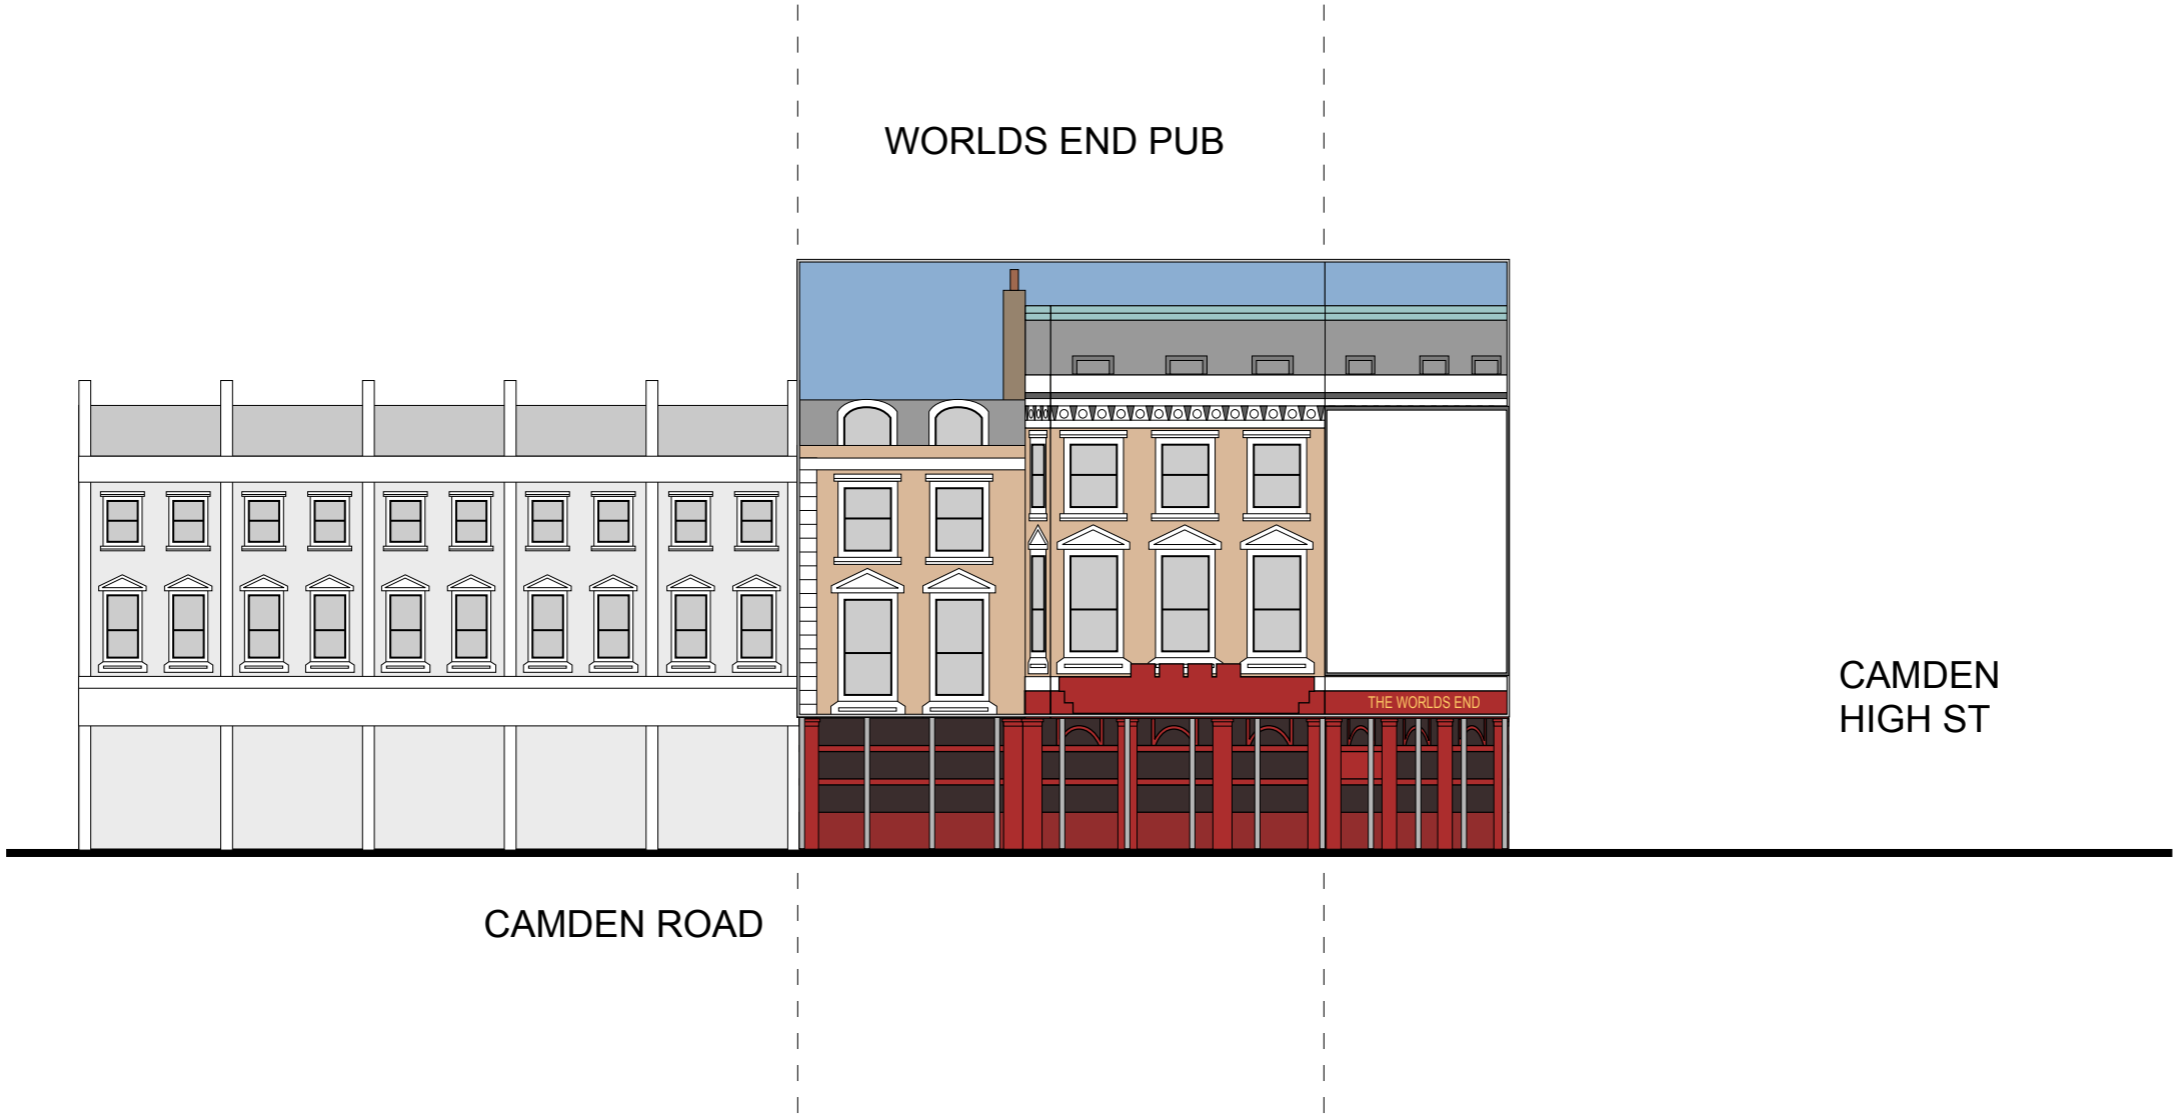 WORLDS END PUB
THE WORLDS END
CAMDEN
HIGH ST
CAMDEN ROAD